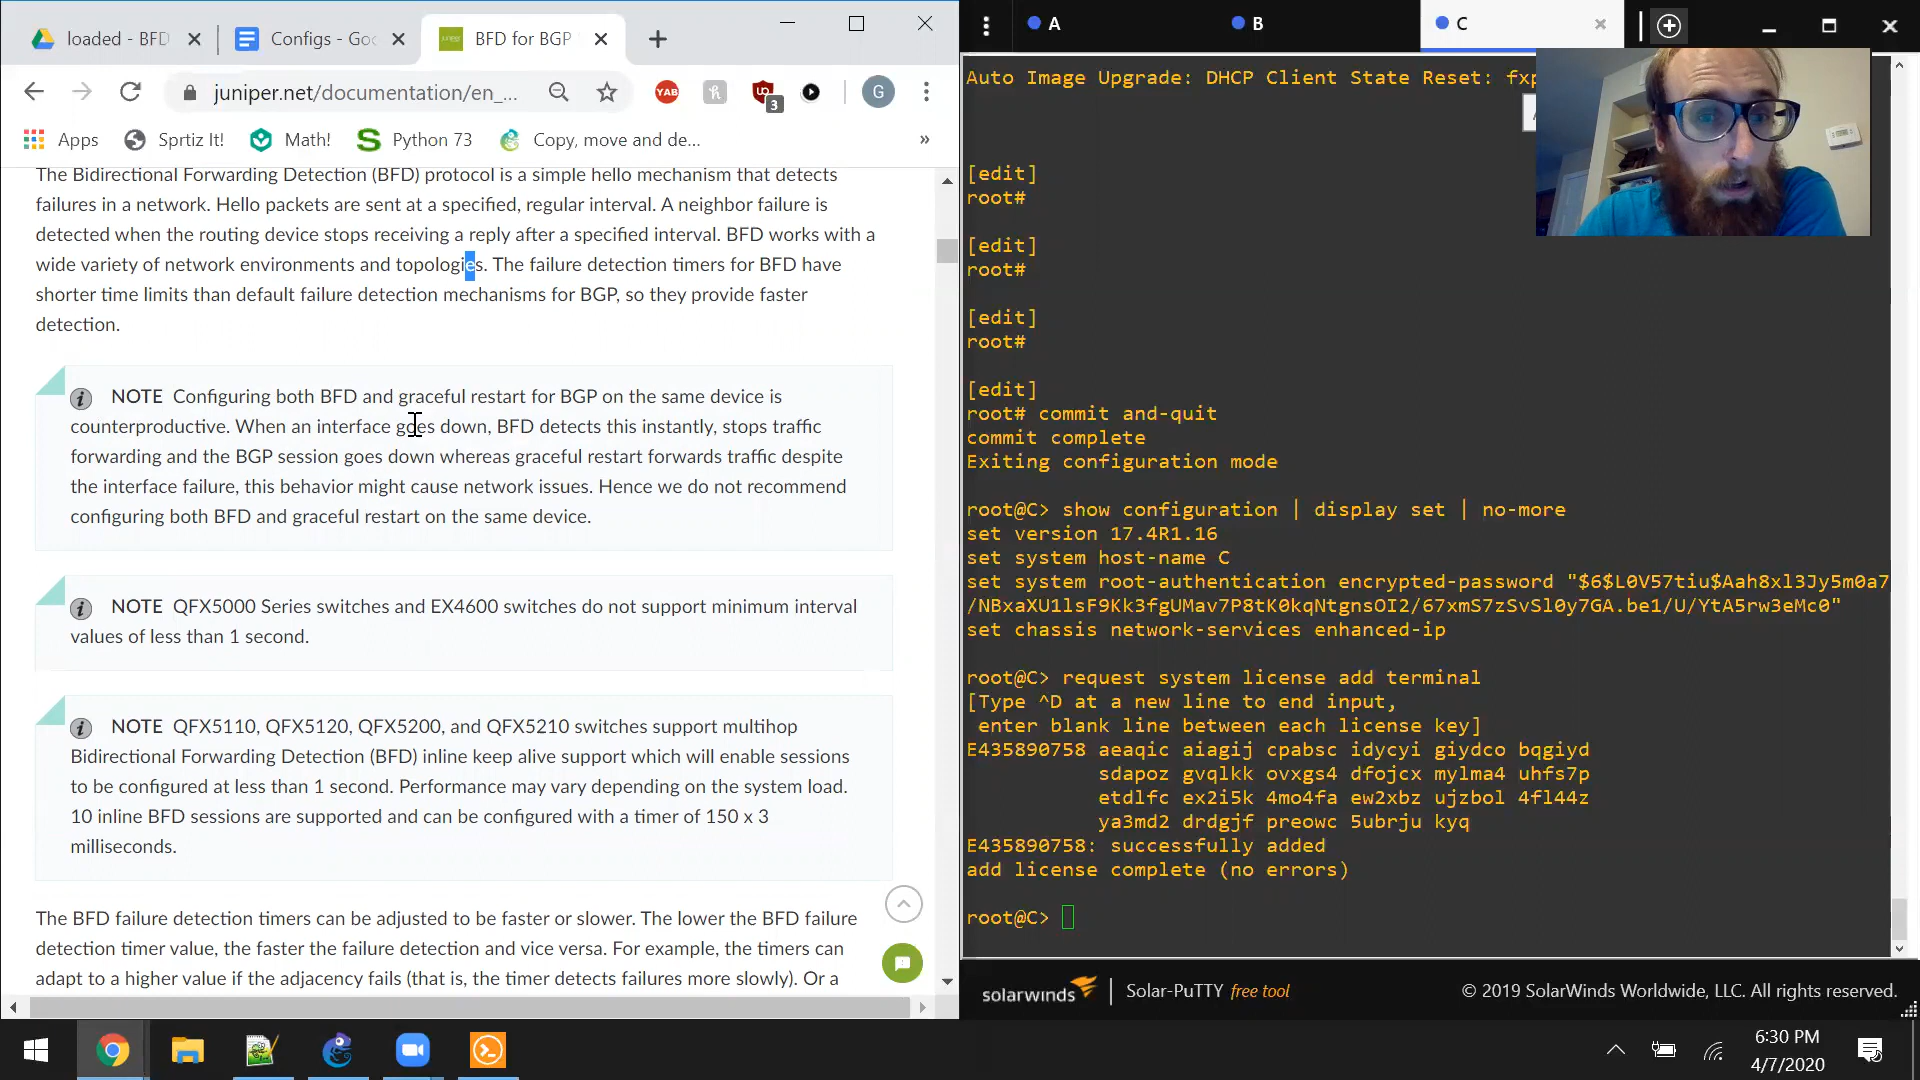 loaded - BFD
Configs - Goo
BFD for BGP
A
B
C
juniper.net/documentation/en_...
YAB
3
G
Apps
Sprtiz It!
Math!
Python 73
Copy, move and de...
»
The Bidirectional Forwarding Detection (BFD) protocol is a simple hello mechanism that detects
failures in a network. Hello packets are sent at a specified, regular interval. A neighbor failure is
detected when the routing device stops receiving a reply after a specified interval. BFD works with a
wide variety of network environments and topologies. The failure detection timers for BFD have
shorter time limits than default failure detection mechanisms for BGP, so they provide faster
detection.
NOTE Configuring both BFD and graceful restart for BGP on the same device is
counterproductive. When an interface goes down, BFD detects this instantly, stops traffic
forwarding and the BGP session goes down whereas graceful restart forwards traffic despite
the interface failure, this behavior might cause network issues. Hence we do not recommend
configuring both BFD and graceful restart on the same device.
NOTE QFX5000 Series switches and EX4600 switches do not support minimum interval
values of less than 1 second.
NOTE QFX5110, QFX5120, QFX5200, and QFX5210 switches support multihop
Bidirectional Forwarding Detection (BFD) inline keep alive support which will enable sessions
to be configured at less than 1 second. Performance may vary depending on the system load.
10 inline BFD sessions are supported and can be configured with a timer of 150 x 3
milliseconds.
The BFD failure detection timers can be adjusted to be faster or slower. The lower the BFD failure
detection timer value, the faster the failure detection and vice versa. For example, the timers can
adapt to a higher value if the adjacency fails (that is, the timer detects failures more slowly). Or a
Auto Image Upgrade: DHCP Client State Reset: fxp
[edit]
root#
[edit]
root#
[edit]
root#
[edit]
root# commit and-quit
commit complete
Exiting configuration mode
root@C> show configuration | display set | no-more
set version 17.4R1.16
set system host-name C
set system root-authentication encrypted-password "$6$L0V57tiu$Aah8xl3Jy5m0a7
/NBxaXU1lsF9Kk3fgUMav7P8tK0kqNtgnsOI2/67xmS7zSvSl0y7GA.be1/U/YtA5rw3eMc0"
set chassis network-services enhanced-ip
root@C> request system license add terminal
[Type ^D at a new line to end input,
enter blank line between each license key]
E435890758 aeaqic aiagij cpabsc idycyi giydco bqgiyd
sdapoz gvqlkk ovxgs4 dfojcx mylma4 uhfs7p
etdlfc ex2i5k 4mo4fa ew2xbz ujzbol 4fl44z
ya3md2 drdgjf preowc 5ubrju kyq
E435890758: successfully added
add license complete (no errors)
root@C>
solarwinds
Solar-PuTTY free tool
© 2019 SolarWinds Worldwide, LLC. All rights reserved.
6:30 PM
4/7/2020